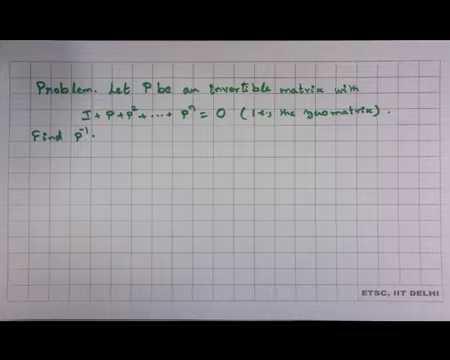 Problem. Let P be an invertible matrix with
I + P + P² + ... + Pⁿ = 0 (i.e, the zero matrix).
Find P⁻¹.
ETSC, IIT DELHI